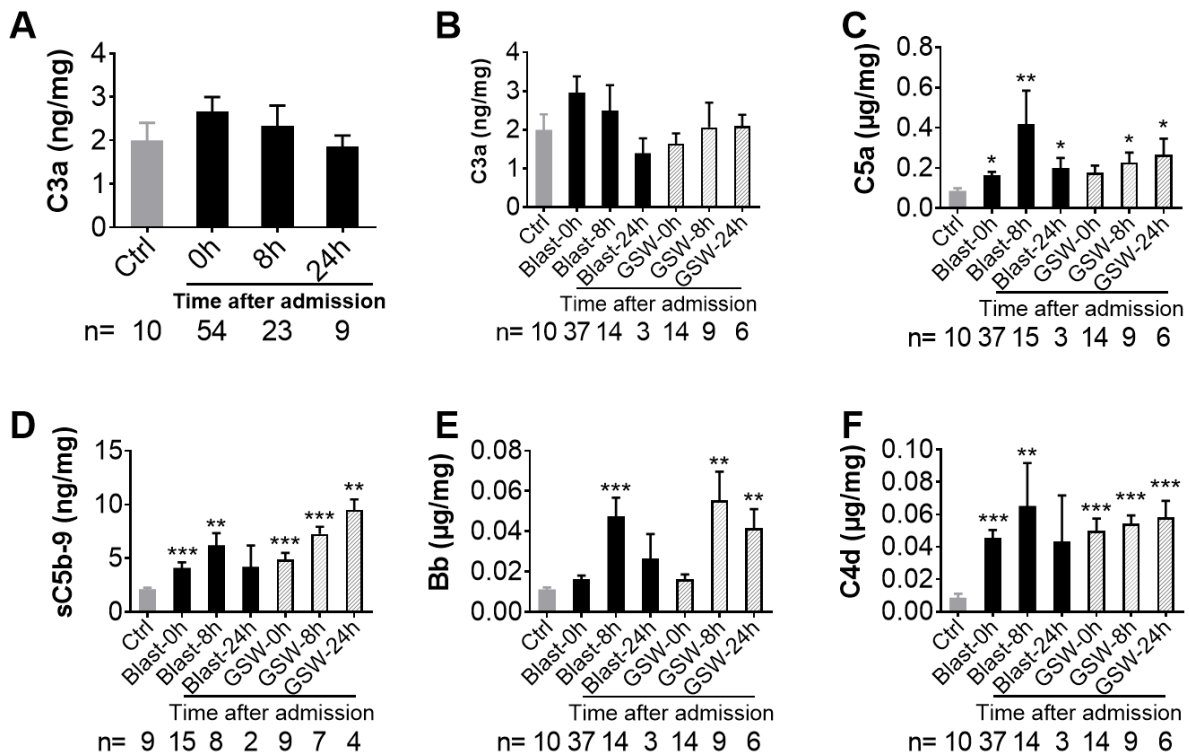 A
C3a (ng/mg)
4
3
2
1
0
Ctrl
0h
8h
24h
Time after admission
n= 10 54 23 9
B
C3a (ng/mg)
4
3
2
1
0
Ctrl
Blast-0h
Blast-8h
Blast-24h
GSW-0h
GSW-8h
GSW-24h
Time after admission
n= 10 37 14 3 14 9 6
C
C5a (µg/mg)
0.8
0.6
0.4
0.2
0.0
* ** * * *
Ctrl
Blast-0h
Blast-8h
Blast-24h
GSW-0h
GSW-8h
GSW-24h
Time after admission
n= 10 37 15 3 14 9 6
D
sC5b-9 (ng/mg)
15
10
5
0
*** ** *** *** **
Ctrl
Blast-0h
Blast-8h
Blast-24h
GSW-0h
GSW-8h
GSW-24h
Time after admission
n= 9 15 8 2 9 7 4
E
Bb (µg/mg)
0.08
0.06
0.04
0.02
0.00
*** ** **
Ctrl
Blast-0h
Blast-8h
Blast-24h
GSW-0h
GSW-8h
GSW-24h
Time after admission
n= 10 37 14 3 14 9 6
F
C4d (µg/mg)
0.10
0.08
0.06
0.04
0.02
0.00
*** ** *** *** ***
Ctrl
Blast-0h
Blast-8h
Blast-24h
GSW-0h
GSW-8h
GSW-24h
Time after admission
n= 10 37 14 3 14 9 6